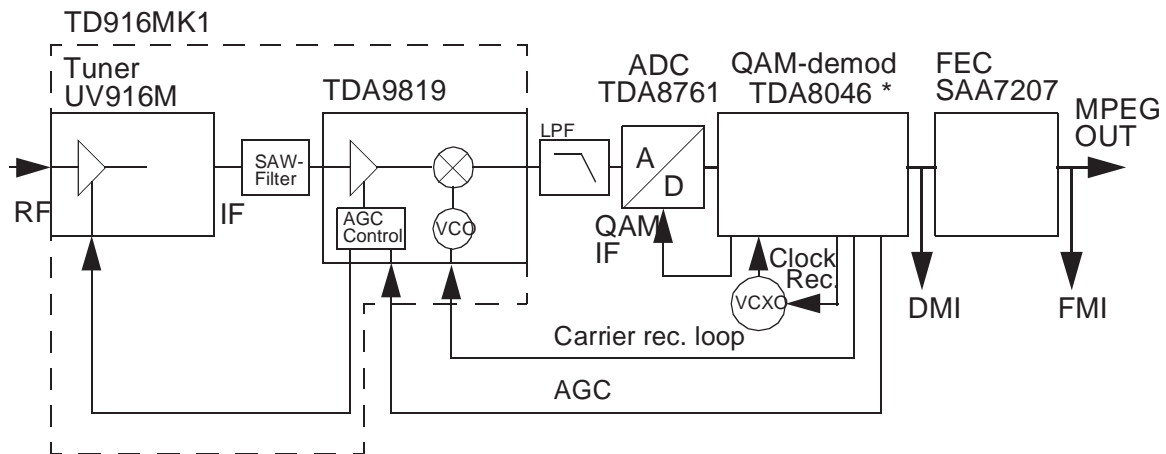 TD916MK1
Tuner
UV916M
TDA9819
ADC
TDA8761
QAM-demod
TDA8046 *
FEC
SAA7207
MPEG
OUT
RF
IF
SAW-
Filter
AGC
Control
VCO
LPF
A
D
QAM
IF
Clock
Rec.
VCXO
DMI
FMI
Carrier rec. loop
AGC